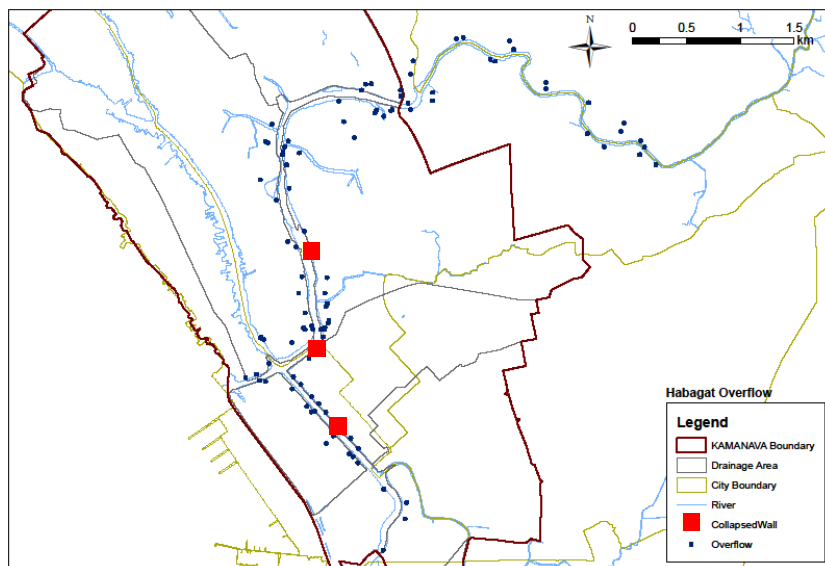 N
0 0.5 1 1.5
km
Habagat Overflow
Legend
KAMANAVA Boundary
Drainage Area
City Boundary
River
CollapsedWall
Overflow